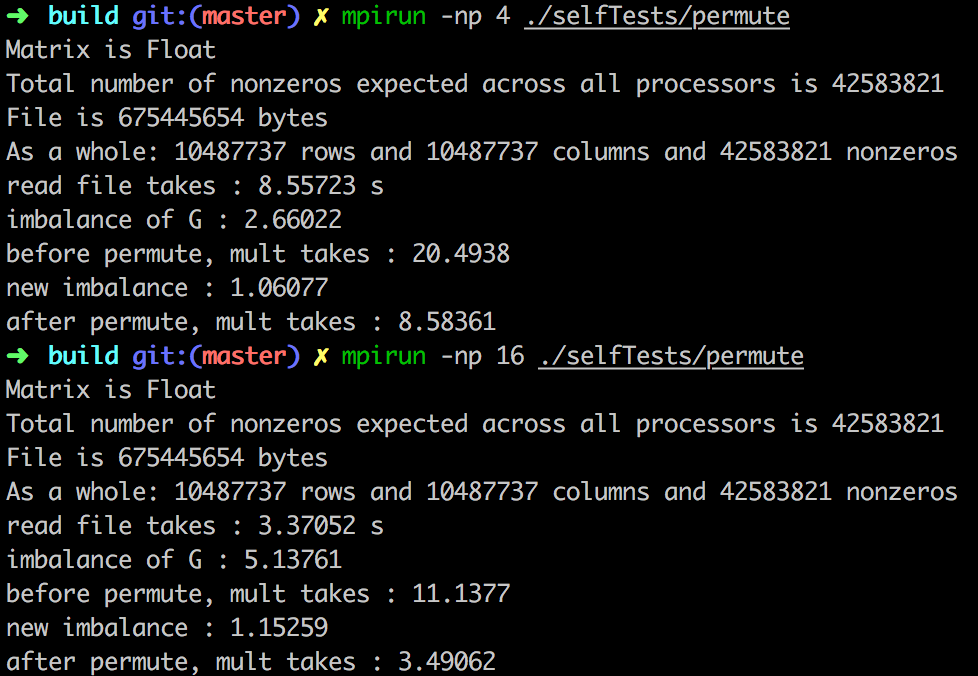 ➜ build git:(master) ✗ mpirun -np 4 ./selfTests/permute
Matrix is Float
Total number of nonzeros expected across all processors is 42583821
File is 675445654 bytes
As a whole: 10487737 rows and 10487737 columns and 42583821 nonzeros
read file takes : 8.55723 s
imbalance of G : 2.66022
before permute, mult takes : 20.4938
new imbalance : 1.06077
after permute, mult takes : 8.58361
➜ build git:(master) ✗ mpirun -np 16 ./selfTests/permute
Matrix is Float
Total number of nonzeros expected across all processors is 42583821
File is 675445654 bytes
As a whole: 10487737 rows and 10487737 columns and 42583821 nonzeros
read file takes : 3.37052 s
imbalance of G : 5.13761
before permute, mult takes : 11.1377
new imbalance : 1.15259
after permute, mult takes : 3.49062